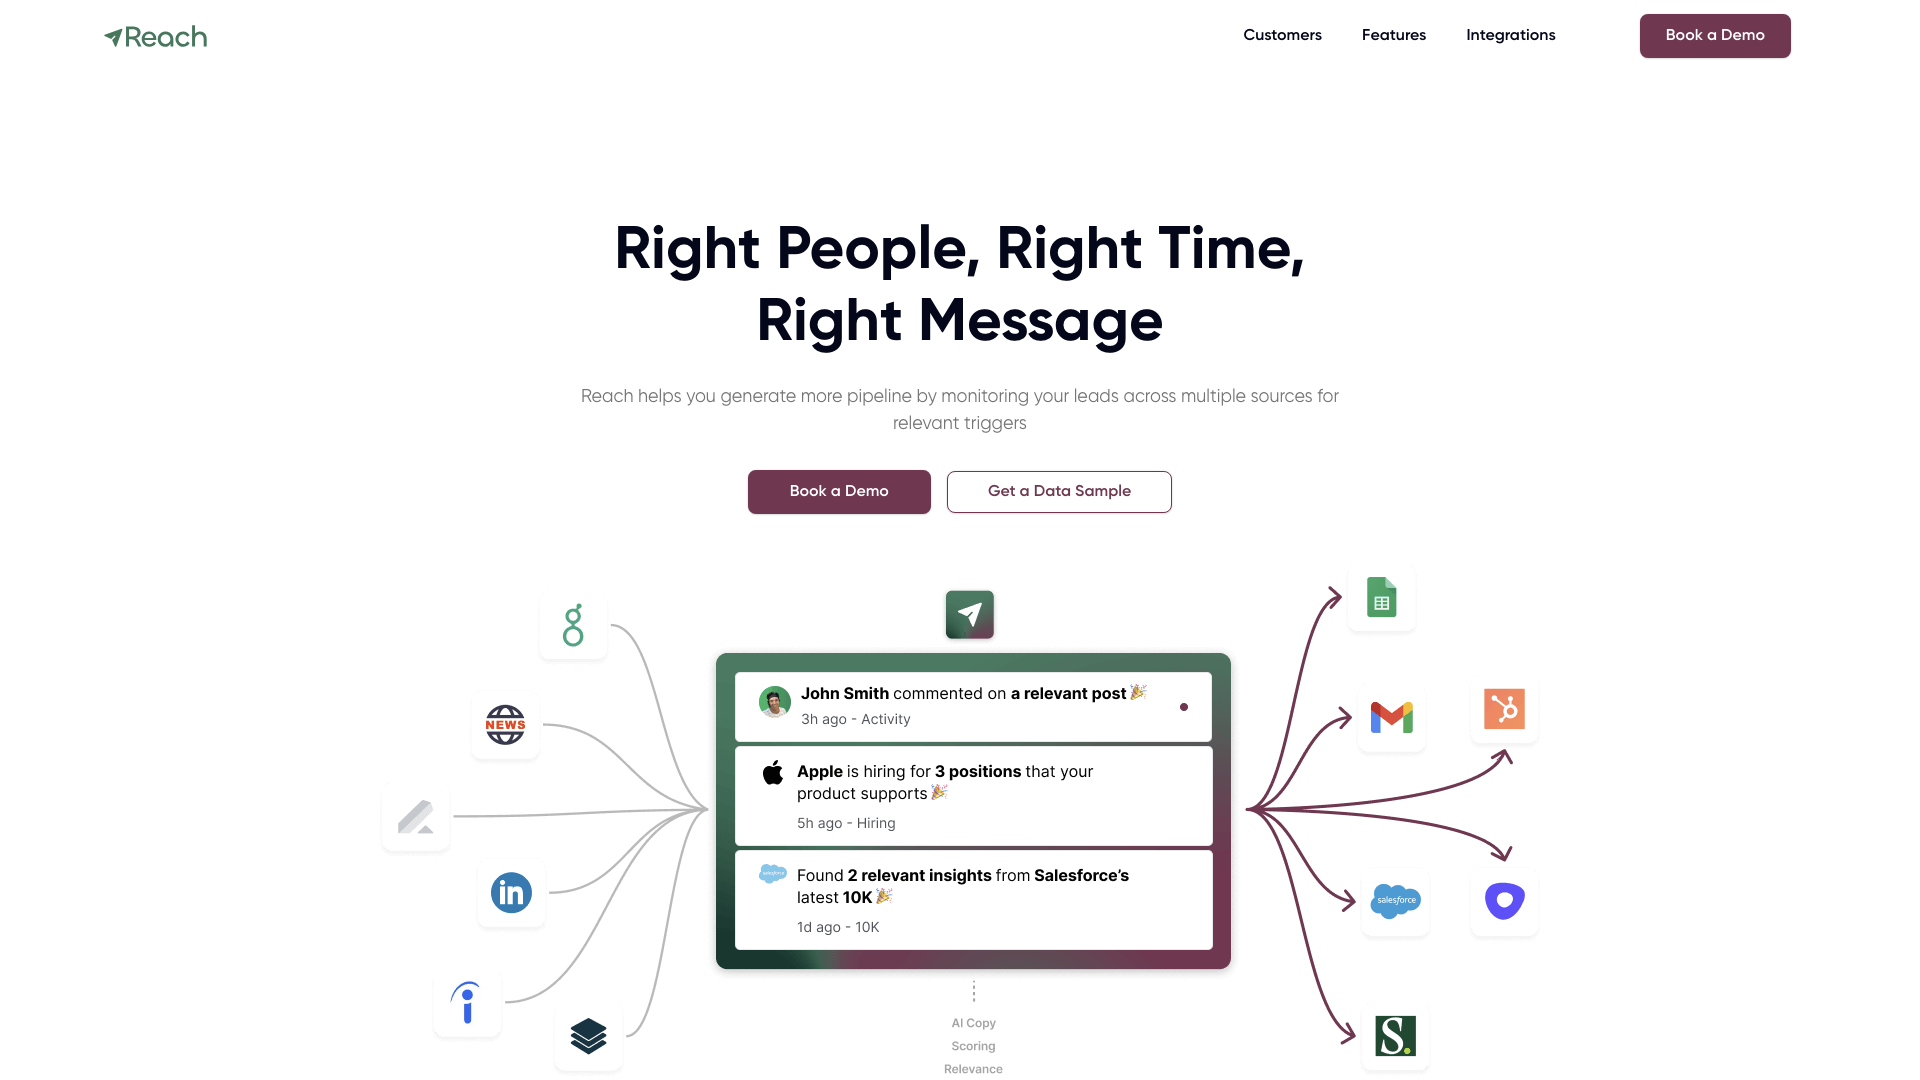 Reach
Customers
Features
Integrations
Book a Demo
Right People, Right Time,
Right Message
Reach helps you generate more pipeline by monitoring your leads across multiple sources for
relevant triggers
Book a Demo
Get a Data Sample
John Smith commented on a relevant post🎉
3h ago - Activity
NEWS
Apple is hiring for 3 positions that your
product supports🎉
5h ago - Hiring
salesforce
Found 2 relevant insights from Salesforce’s
latest 10K🎉
1d ago - 10K
in
salesforce
S.
AI Copy
Scoring
Relevance